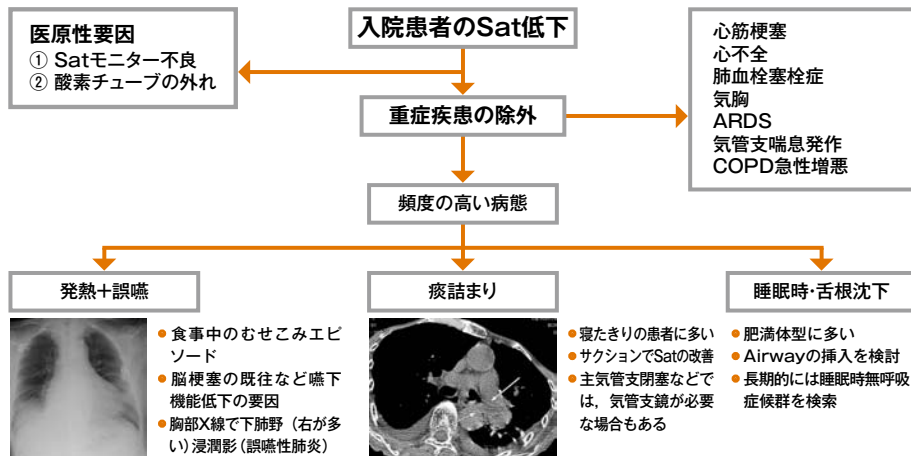 入院患者のSat低下
医原性要因
① Satモニター不良
② 酸素チューブの外れ
重症疾患の除外
心筋梗塞
心不全
肺血栓塞栓症
気胸
ARDS
気管支喘息発作
COPD急性増悪
頻度の高い病態
発熱+誤嚥
● 食事中のむせこみエピ
ソード
● 脳梗塞の既往など嚥下
機能低下の要因
● 胸部X線で下肺野（右が多
い）浸潤影（誤嚥性肺炎）
痰詰まり
● 寝たきりの患者に多い
● サクションでSatの改善
● 主気管支閉塞などで
は，気管支鏡が必要
な場合もある
睡眠時・舌根沈下
● 肥満体型に多い
● Airwayの挿入を検討
● 長期的には睡眠時無呼吸
症候群を検索